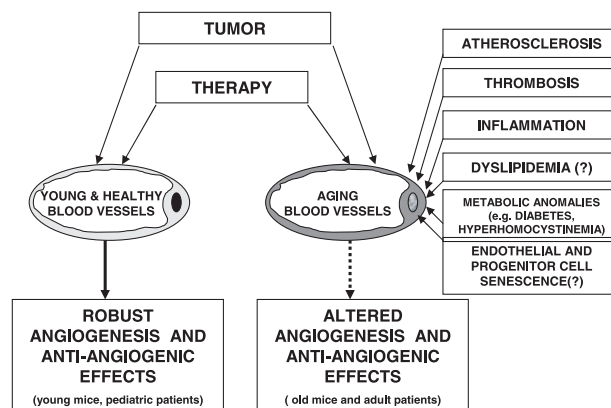 TUMOR
THERAPY
ATHEROSCLEROSIS
THROMBOSIS
INFLAMMATION
DYSLIPIDEMIA (?)
METABOLIC ANOMALIES
(e.g. DIABETES,
HYPERHOMOCYSTINEMIA)
ENDOTHELIAL AND
PROGENITOR CELL
SENESCENCE(?)
YOUNG & HEALTHY
BLOOD VESSELS
AGING
BLOOD VESSELS
ROBUST
ANGIOGENESIS AND
ANTI-ANGIOGENIC
EFFECTS
(young mice, pediatric patients)
ALTERED
ANGIOGENESIS AND
ANTI-ANGIOGENIC
EFFECTS
( old mice and adult patients)